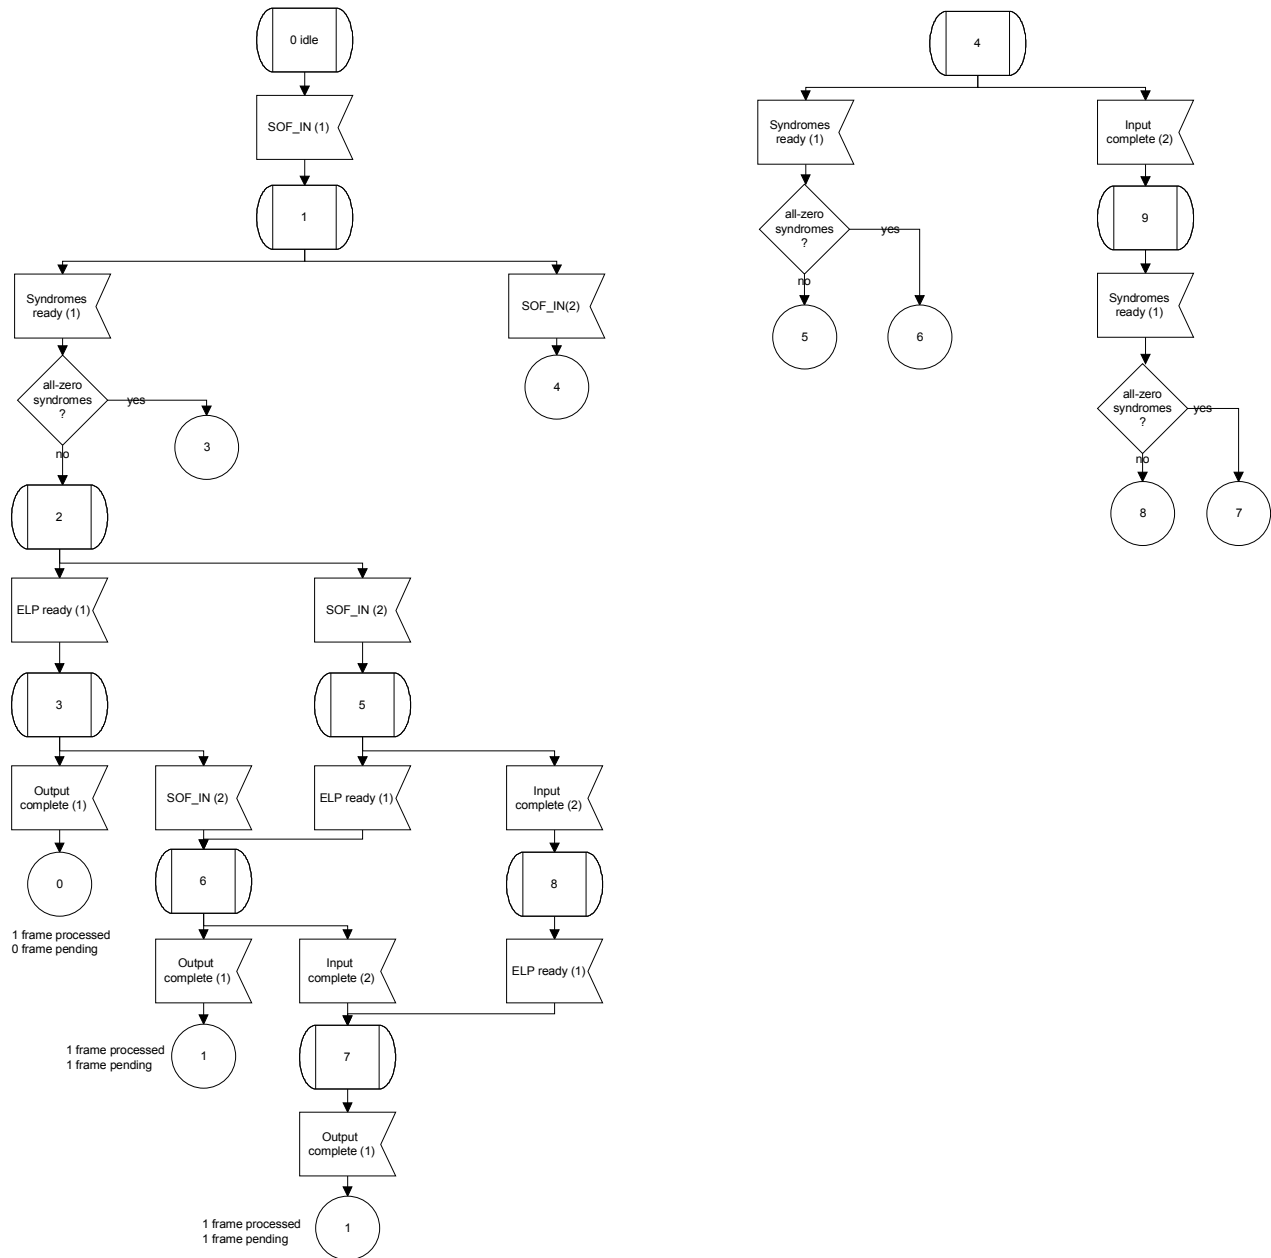 0 idle
SOF_IN (1)
1
Syndromes
ready (1)
SOF_IN(2)
all-zero
syndromes
?
yes
no
3
4
2
ELP ready (1)
SOF_IN (2)
3
5
Output
complete (1)
SOF_IN (2)
ELP ready (1)
Input
complete (2)
0
6
8
1 frame processed
0 frame pending
Output
complete (1)
Input
complete (2)
ELP ready (1)
1 frame processed
1 frame pending
1
7
Output
complete (1)
1 frame processed
1 frame pending
1
4
Syndromes
ready (1)
Input
complete (2)
all-zero
syndromes
?
yes
no
9
5
6
Syndromes
ready (1)
all-zero
syndromes
?
yes
no
8
7